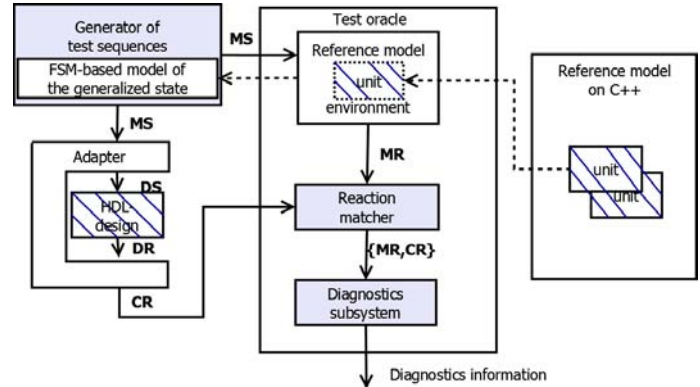 Generator of
test sequences
FSM-based model of
the generalized state
MS
MS
Adapter
DS
HDL-
design
DR
CR
Test oracle
Reference model
unit
environment
MR
Reaction
matcher
{MR,CR}
Diagnostics
subsystem
Diagnostics information
Reference model
on C++
unit
unit